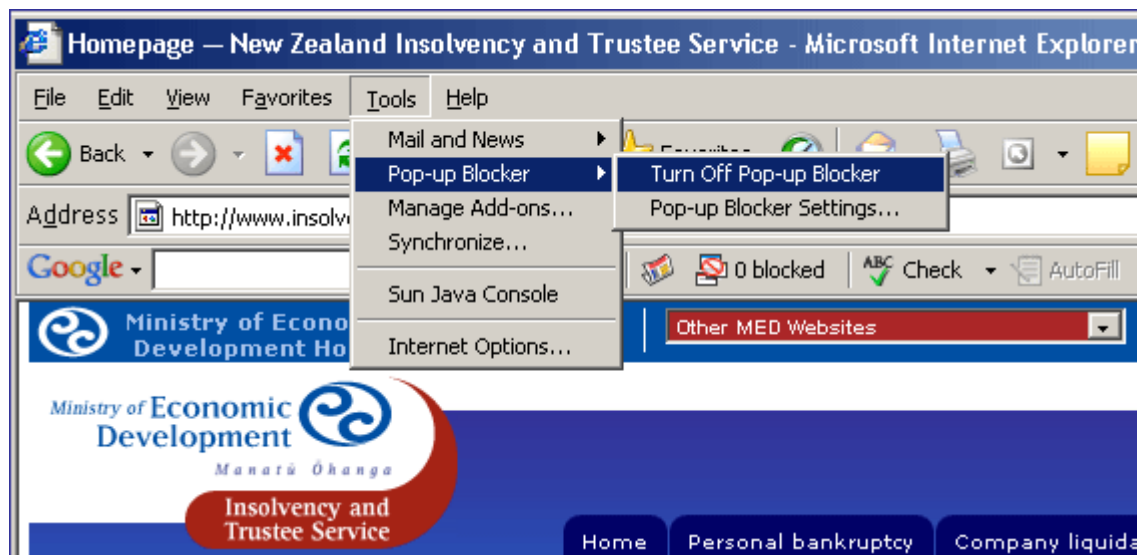 Homepage — New Zealand Insolvency and Trustee Service - Microsoft Internet Explorer
File Edit View Favorites Tools Help
Mail and News
Back
Pop-up Blocker
Turn Off Pop-up Blocker
Address http://www.insolv
Manage Add-ons...
Pop-up Blocker Settings...
Synchronize...
Google
0 blocked
ABC Check
AutoFill
Sun Java Console
Internet Options...
Ministry of Econo
Development Ho
Other MED Websites
Ministry of Economic
Development
Manatū Ōhanga
Insolvency and
Trustee Service
Home Personal bankruptcy Company liquida